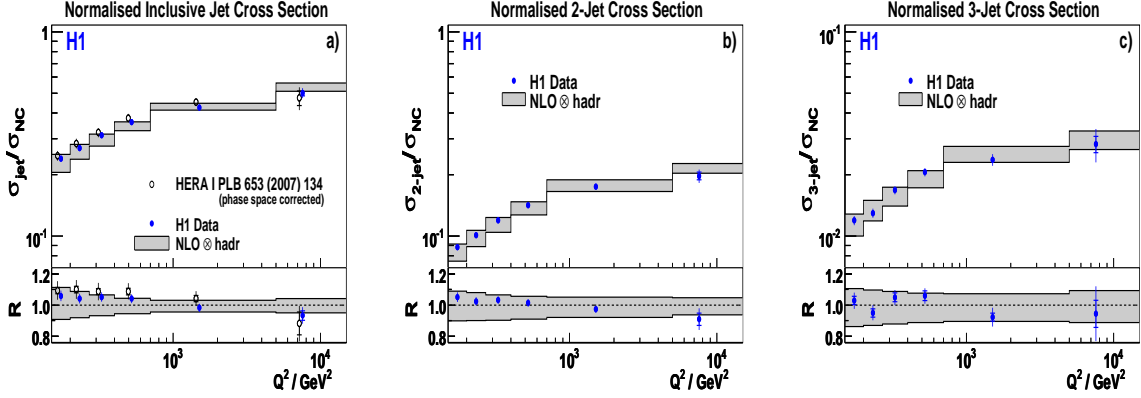 Normalised Inclusive Jet Cross Section
H1
a)
1
10⁻¹
σjet/σNC
HERA I PLB 653 (2007) 134
(phase space corrected)
H1 Data
NLO ⊗ hadr
1.2
1.0
0.8
R
10³
10⁴
Q² / GeV²
Normalised 2-Jet Cross Section
H1
b)
1
10⁻¹
σ2-jet/σNC
H1 Data
NLO ⊗ hadr
1.2
1.0
0.8
R
10³
10⁴
Q² / GeV²
Normalised 3-Jet Cross Section
H1
c)
10⁻¹
10⁻²
σ3-jet/σNC
H1 Data
NLO ⊗ hadr
1.2
1.0
0.8
R
10³
10⁴
Q² / GeV²